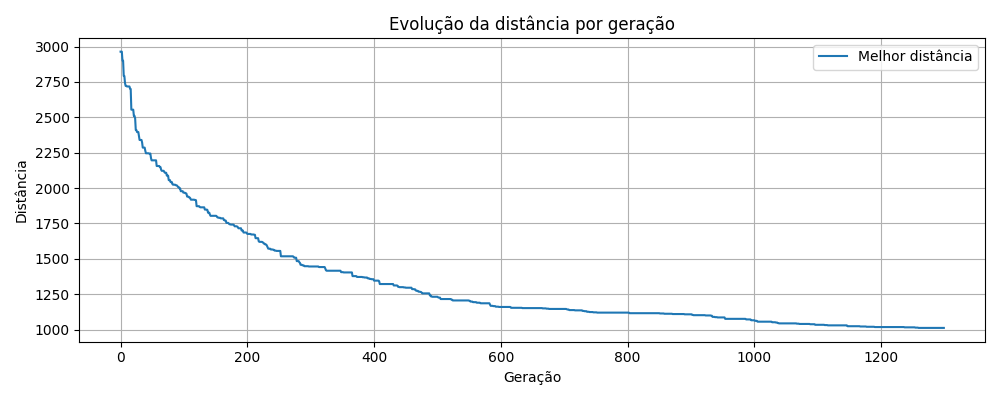 Evolução da distância por geração
Melhor distância
3000
2750
2500
2250
2000
1750
1500
1250
1000
Distância
0 200 400 600 800 1000 1200
Geração